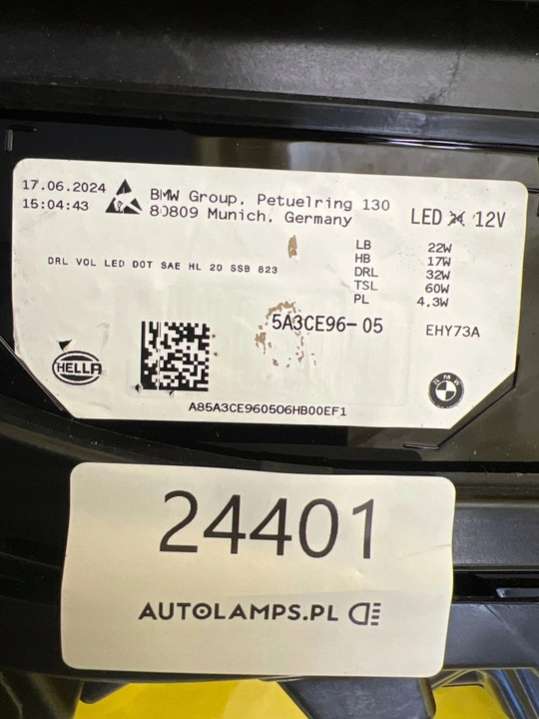 17.06.2024
15:04:43
BMW Group, Petuelring 130
80809 Munich, Germany
LED 12V
DRL VOL LED DOT SAE HL 20 SSB 823
LB 22W
HB 17W
DRL 32W
TSL 60W
PL 4.3W
5A3CE96-05
EHY73A
HELLA
BMW
A85A3CE960506HB00EF1
24401
AUTOLAMPS.PL